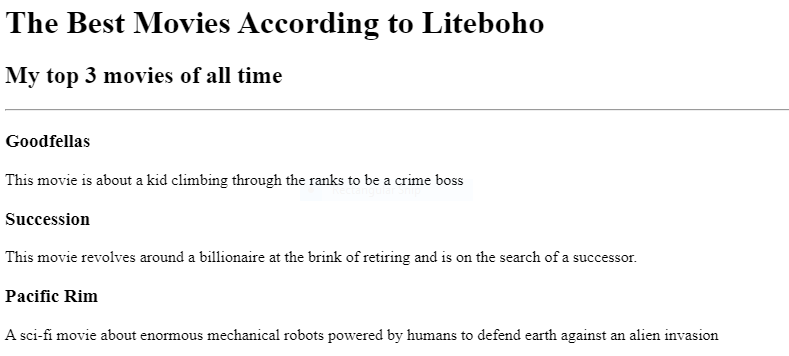 The Best Movies According to Liteboho
My top 3 movies of all time
Goodfellas
This movie is about a kid climbing through the ranks to be a crime boss
Succession
This movie revolves around a billionaire at the brink of retiring and is on the search of a successor.
Pacific Rim
A sci-fi movie about enormous mechanical robots powered by humans to defend earth against an alien invasion